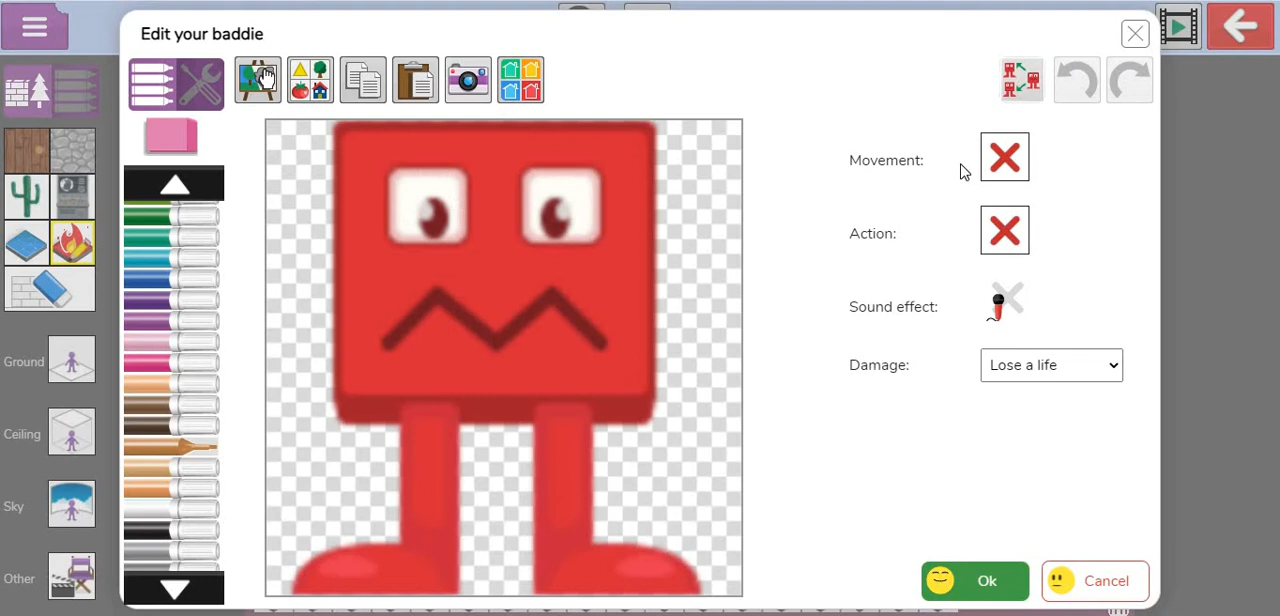 Edit your baddie
Movement:
Action:
Sound effect:
Damage:
Lose a life
Ground
Ceiling
Sky
Other
Ok
Cancel